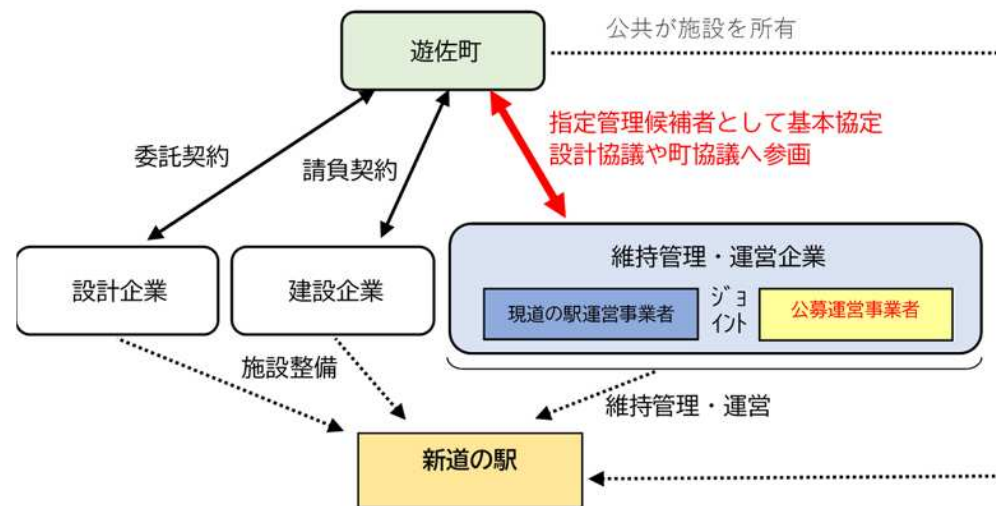 公共が施設を所有
遊佐町
指定管理候補者として基本協定
設計協議や町協議へ参画
委託契約
請負契約
維持管理・運営企業
設計企業
建設企業
現道の駅運営事業者
ｼﾞｮ
ｲﾝﾄ
公募運営事業者
施設整備
維持管理・運営
新道の駅